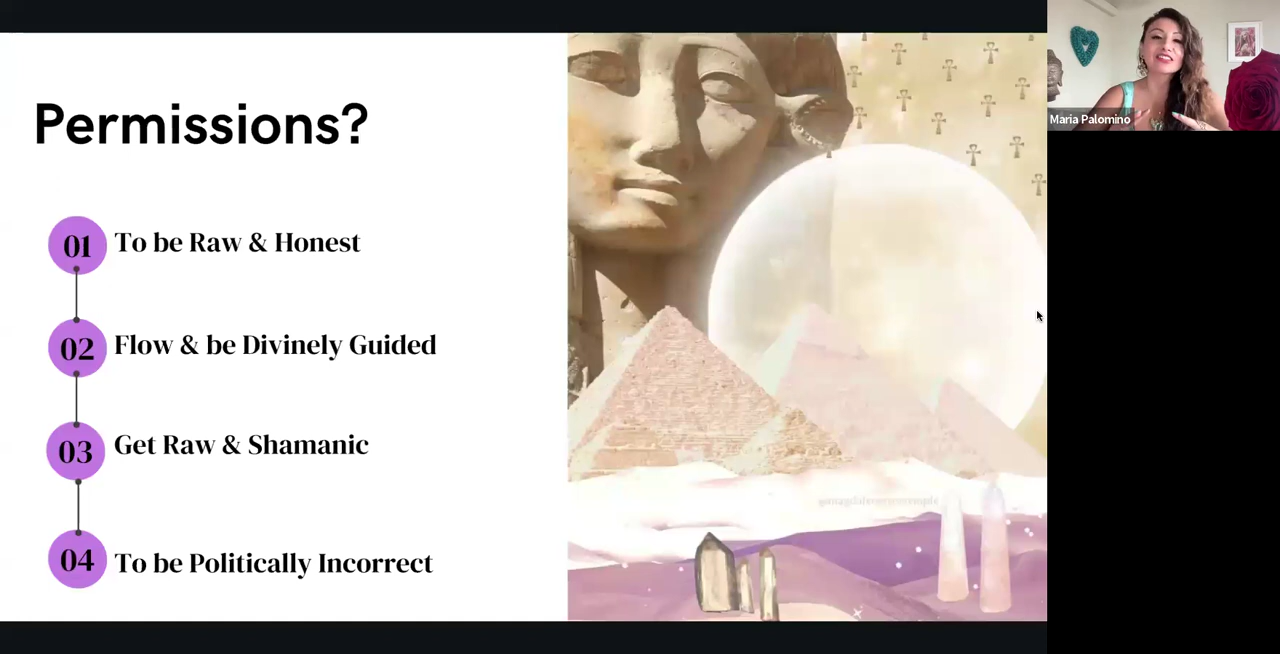 Permissions?
01 To be Raw & Honest
02 Flow & be Divinely Guided
03 Get Raw & Shamanic
04 To be Politically Incorrect
Maria Palomino